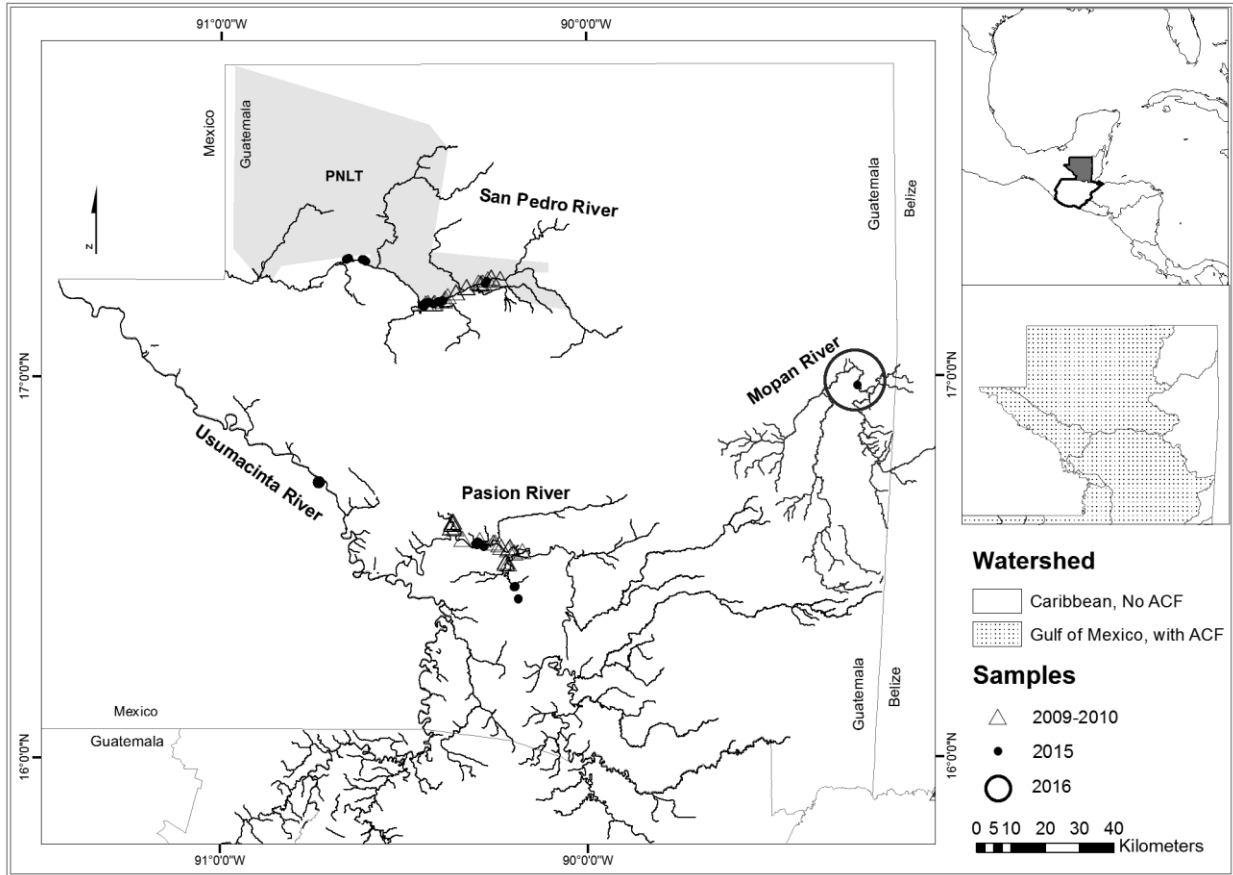 91°0'0"W
90°0'0"W
Mexico
Guatemala
PNLT
San Pedro River
Guatemala
Belize
N
17°0'0"N
17°0'0"N
Mopan River
Usumacinta River
Pasion River
Watershed
Caribbean, No ACF
Gulf of Mexico, with ACF
Samples
2009-2010
2015
2016
0 5 10 20 30 40
Kilometers
Guatemala
Belize
Mexico
Guatemala
16°0'0"N
16°0'0"N
91°0'0"W
90°0'0"W